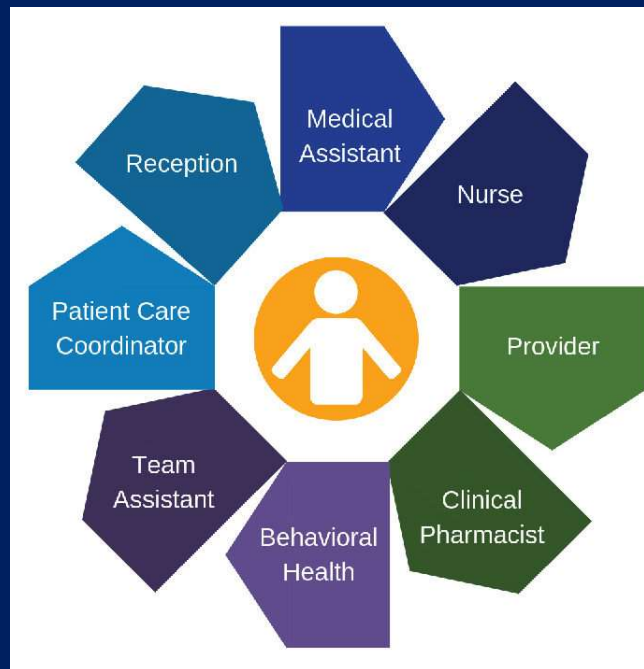 Medical
Assistant
Nurse
Provider
Clinical
Pharmacist
Behavioral
Health
Team
Assistant
Patient Care
Coordinator
Reception